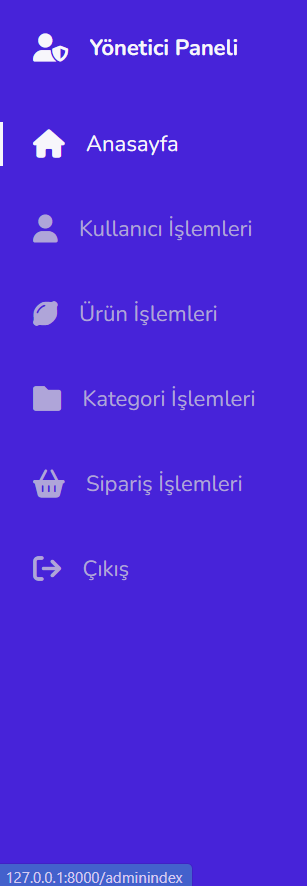 Yönetici Paneli
Anasayfa
Kullanıcı İşlemleri
Ürün İşlemleri
Kategori İşlemleri
Sipariş İşlemleri
Çıkış
127.0.0.1:8000/adminindex